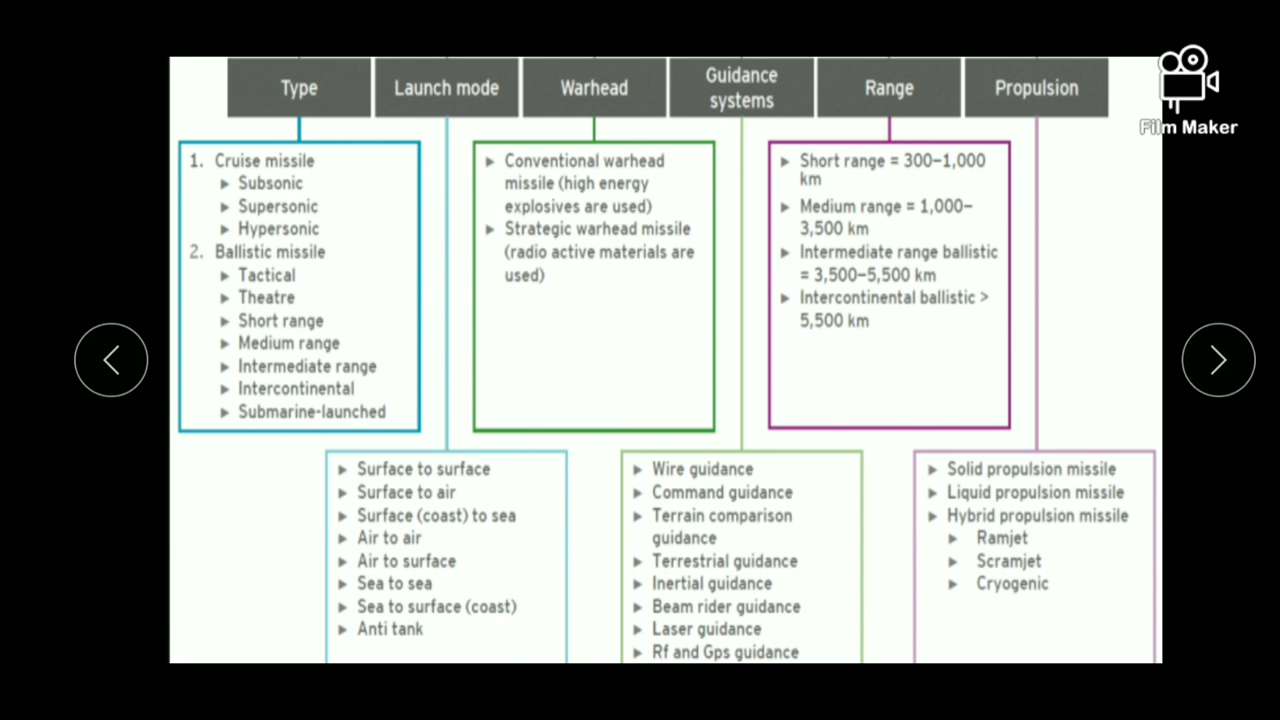 Type
Launch mode
Warhead
Guidance
systems
Range
Propulsion
Film Maker
1. Cruise missile
▶ Subsonic
▶ Supersonic
▶ Hypersonic
2. Ballistic missile
▶ Tactical
▶ Theatre
▶ Short range
▶ Medium range
▶ Intermediate range
▶ Intercontinental
▶ Submarine-launched
▶ Conventional warhead
missile (high energy
explosives are used)
▶ Strategic warhead missile
(radio active materials are
used)
▶ Short range = 300–1,000
km
▶ Medium range = 1,000–
3,500 km
▶ Intermediate range ballistic
= 3,500–5,500 km
▶ Intercontinental ballistic >
5,500 km
▶ Surface to surface
▶ Surface to air
▶ Surface (coast) to sea
▶ Air to air
▶ Air to surface
▶ Sea to sea
▶ Sea to surface (coast)
▶ Anti tank
▶ Wire guidance
▶ Command guidance
▶ Terrain comparison
guidance
▶ Terrestrial guidance
▶ Inertial guidance
▶ Beam rider guidance
▶ Laser guidance
▶ Rf and Gps guidance
▶ Solid propulsion missile
▶ Liquid propulsion missile
▶ Hybrid propulsion missile
▶ Ramjet
▶ Scramjet
▶ Cryogenic